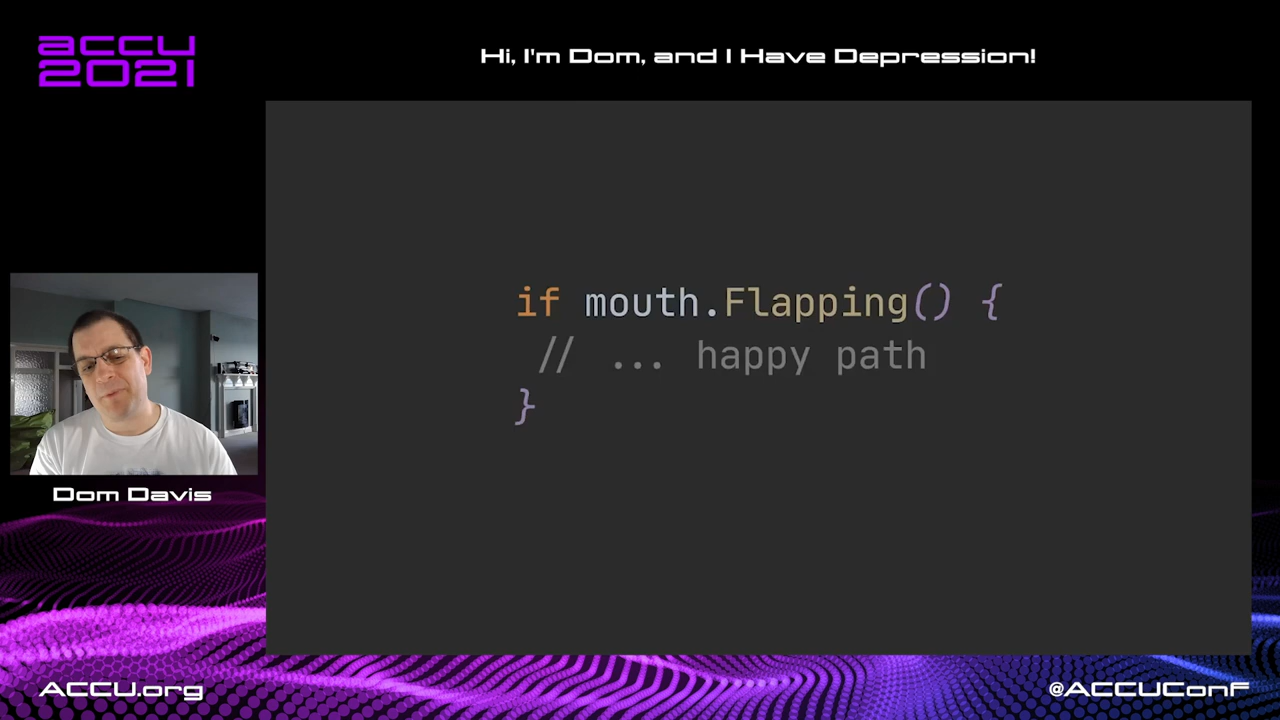 accu
2021
Hi, I'm Dom, and I Have Depression!
if mouth.Flapping() {
// ... happy path
}
Dom Davis
ACCU.org
@ACCUConf